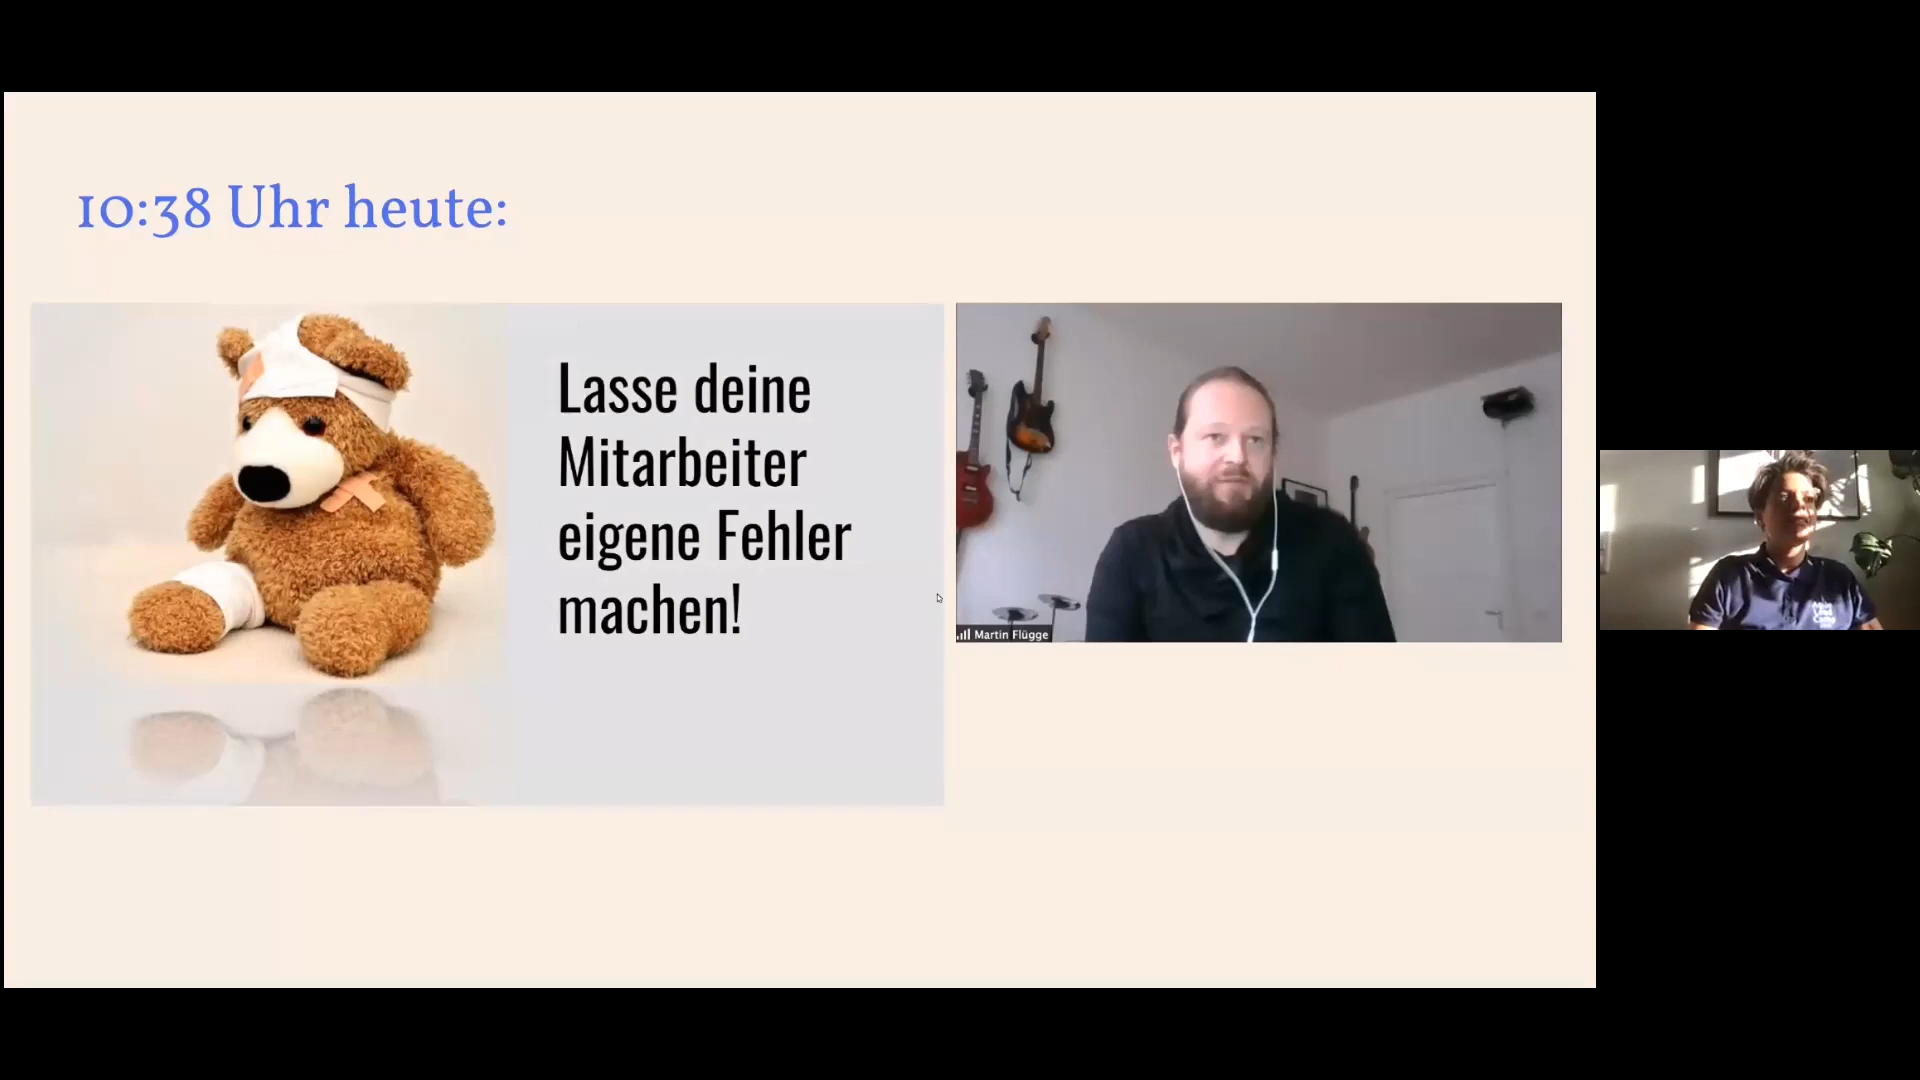 10:38 Uhr heute:
Lasse deine
Mitarbeiter
eigene Fehler
machen!
Martin Flügge